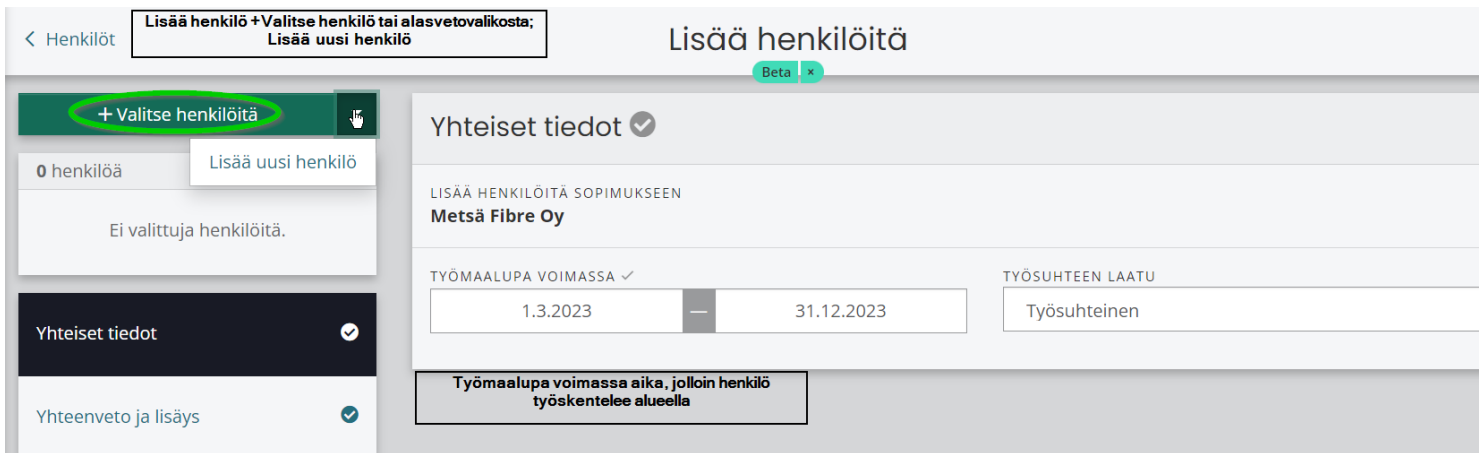 Henkilöt
Lisää henkilö +Valitse henkilö tai alasvetovalikosta;
Lisää uusi henkilö
Lisää henkilöitä
Beta ×
+ Valitse henkilöitä
Lisää uusi henkilö
0 henkilöä
Ei valittuja henkilöitä.
Yhteiset tiedot
Yhteenveto ja lisäys
Yhteiset tiedot
LISÄÄ HENKILÖITÄ SOPIMUKSEEN
Metsä Fibre Oy
TYÖMAALUPA VOIMASSA
1.3.2023 — 31.12.2023
TYÖSUHTEEN LAATU
Työsuhteinen
Työmaalupa voimassa aika, jolloin henkilö
työskentelee alueella